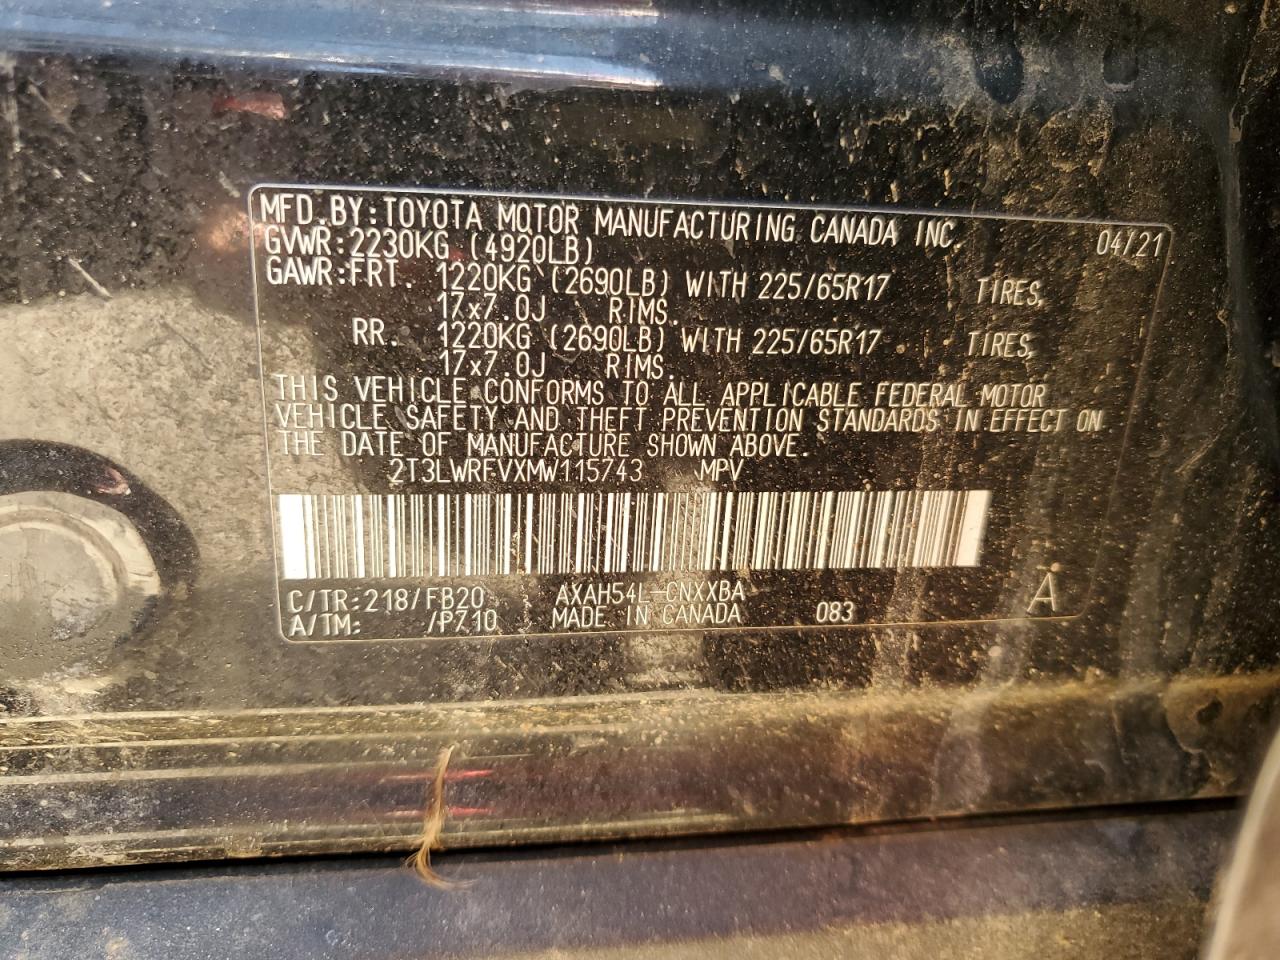 MFD.BY:TOYOTA MOTOR MANUFACTURING CANADA INC. 04/21
GVWR:2230KG (4920LB)
GAWR:FRT. 1220KG (2690LB) WITH 225/65R17 TIRES,
17x7.0J RIMS.
RR. 1220KG (2690LB) WITH 225/65R17 TIRES,
17x7.0J RIMS.
THIS VEHICLE CONFORMS TO ALL APPLICABLE FEDERAL MOTOR
VEHICLE SAFETY AND THEFT PREVENTION STANDARDS IN EFFECT ON
THE DATE OF MANUFACTURE SHOWN ABOVE.
2T3LWRFVXMW115743 MPV
C/TR:218/FB20 AXAH54L-CNXXBA
A/TM: /PZ10 MADE IN CANADA 083 A